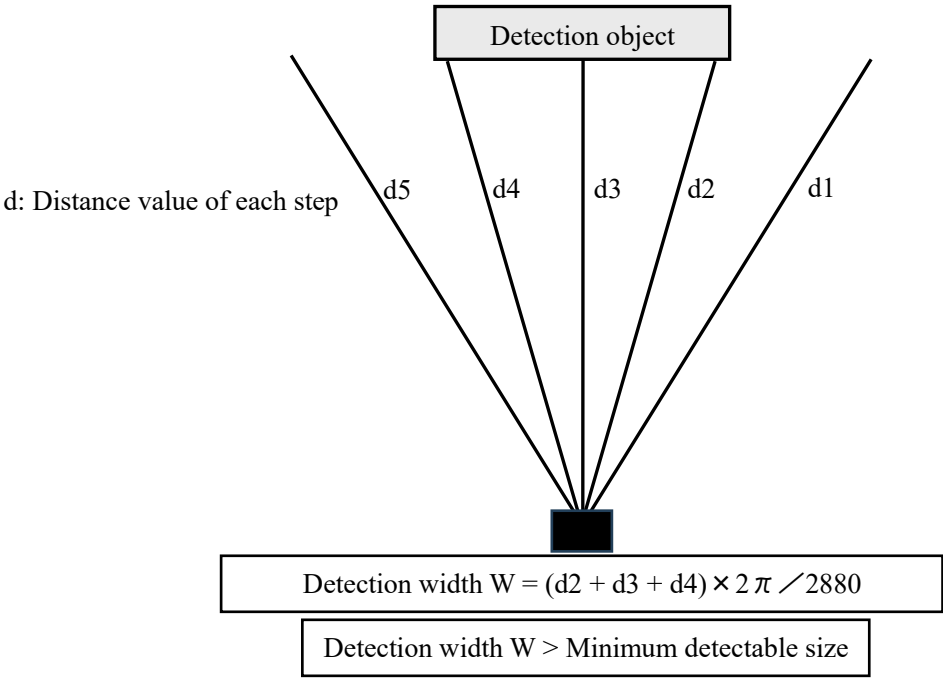 Detection object
d5
d4
d3
d2
d1
d: Distance value of each step
Detection width W = (d2 + d3 + d4)×2π／2880
Detection width W > Minimum detectable size